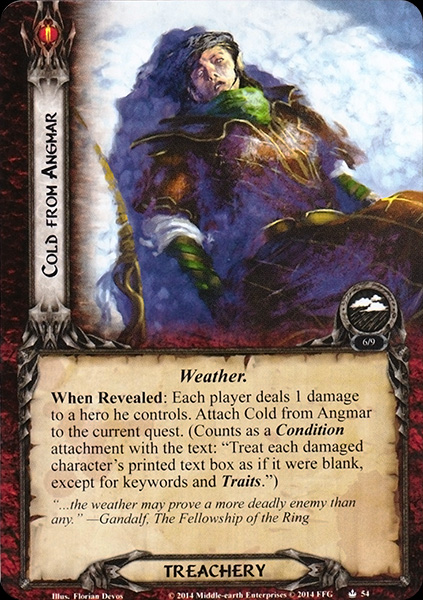 COLD FROM ANGMAR
6/9
Weather.
When Revealed: Each player deals 1 damage
to a hero he controls. Attach Cold from Angmar
to the current quest. (Counts as a Condition
attachment with the text: “Treat each damaged
character’s printed text box as if it were blank,
except for keywords and Traits.”)
“...the weather may prove a more deadly enemy than
any.” —Gandalf, The Fellowship of the Ring
TREACHERY
Illus. Florian Devos © 2014 Middle-earth Enterprises © 2014 FFG 54